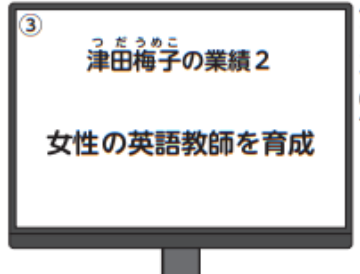 ③
つだうめこ
津田梅子の業績2
女性の英語教師を育成